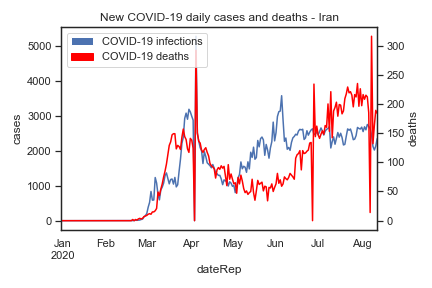 New COVID-19 daily cases and deaths - Iran
COVID-19 infections
COVID-19 deaths
cases
5000
4000
3000
2000
1000
0
deaths
300
250
200
150
100
50
0
Jan Feb Mar Apr May Jun Jul Aug
2020
dateRep